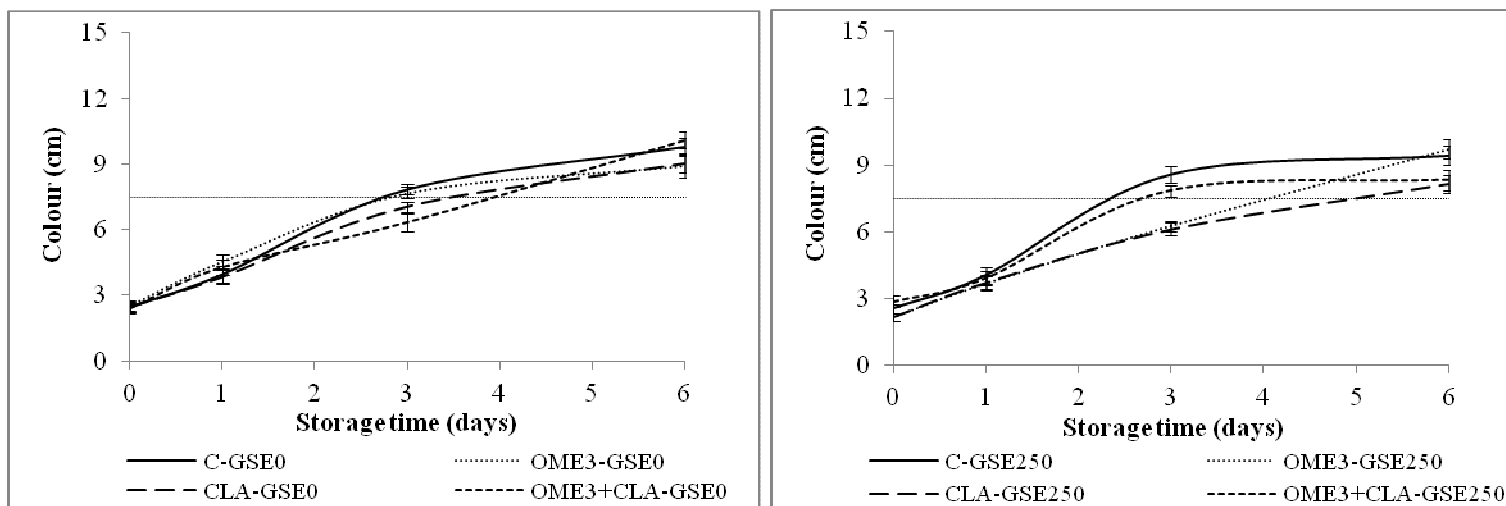 15
12
9
6
3
0
Colour (cm)
0 1 2 3 4 5 6
Storage time (days)
C-GSE0 OME3-GSE0
CLA-GSE0 OME3+CLA-GSE0
15
12
9
6
3
0
Colour (cm)
0 1 2 3 4 5 6
Storage time (days)
C-GSE250 OME3-GSE250
CLA-GSE250 OME3+CLA-GSE250